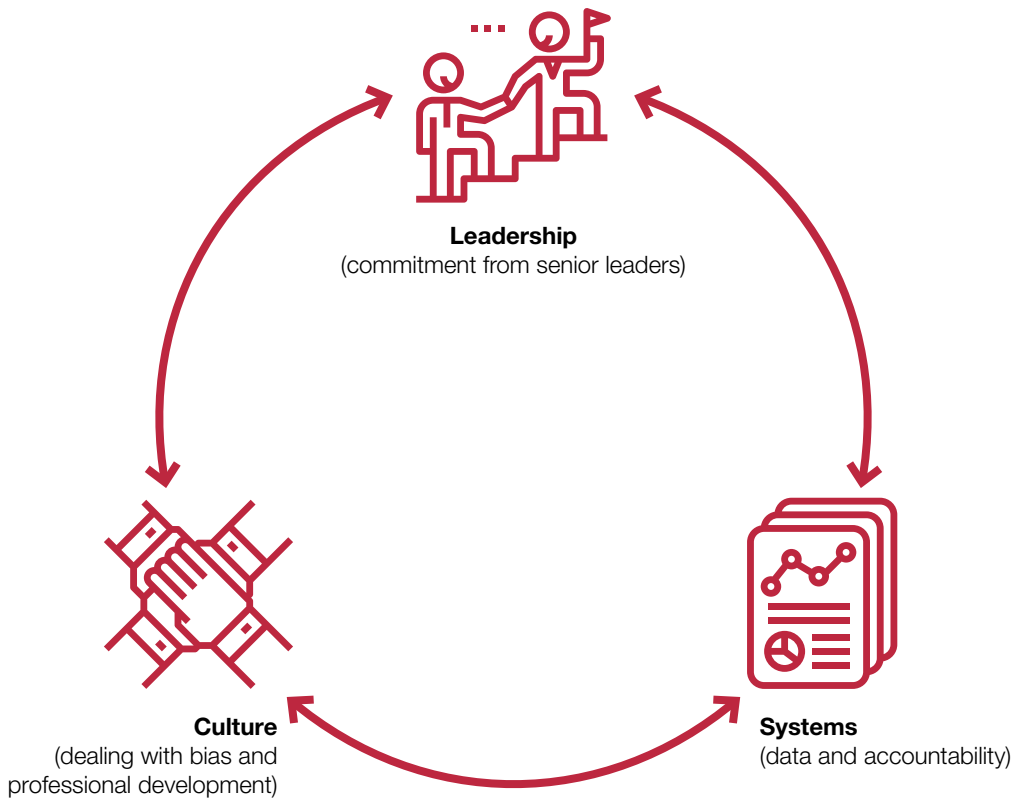 Leadership
(commitment from senior leaders)
Culture
(dealing with bias and
professional development)
Systems
(data and accountability)